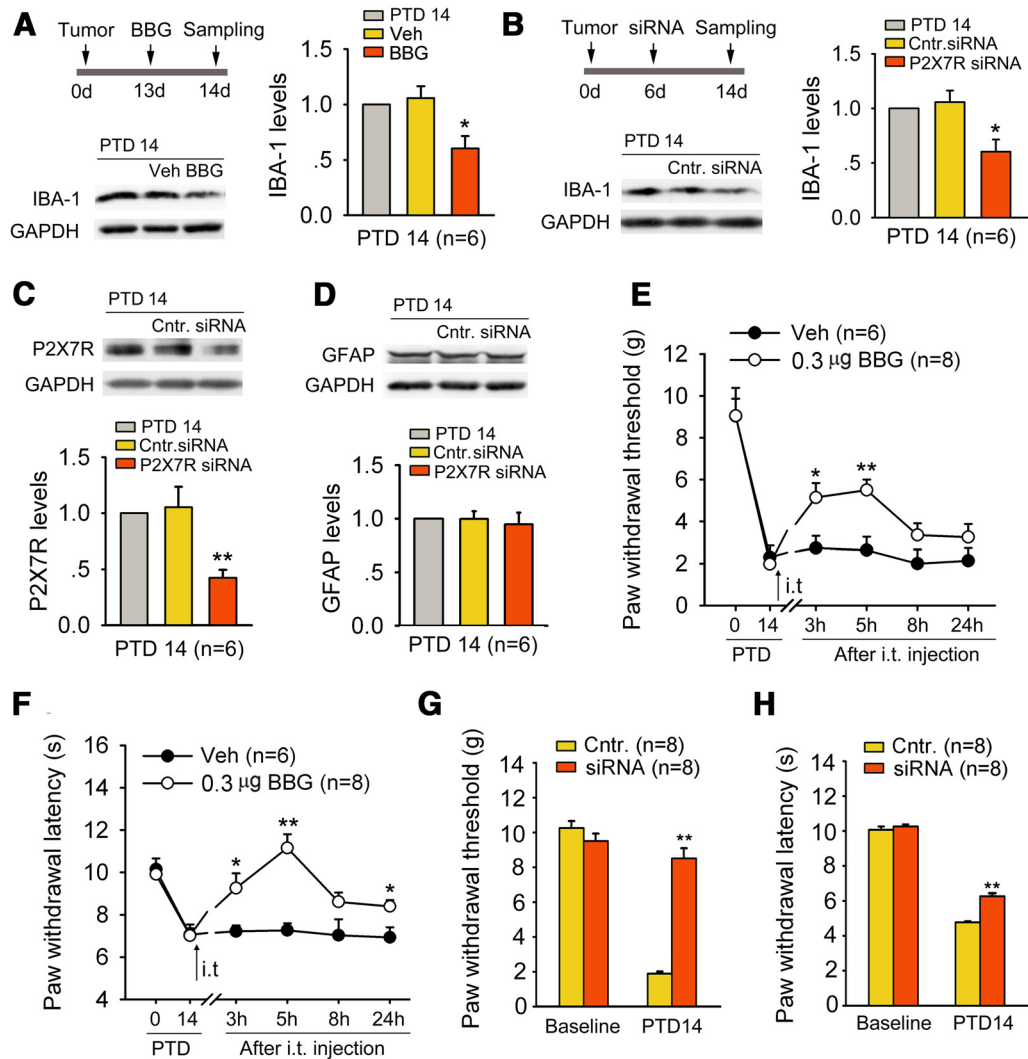 A
Tumor BBG Sampling
0d 13d 14d
PTD 14
Veh BBG
IBA-1
GAPDH
PTD 14
Veh
BBG
IBA-1 levels
1.5
1.0
.5
0.0
*
PTD 14 (n=6)
B
Tumor siRNA Sampling
0d 6d 14d
PTD 14
Cntr. siRNA
IBA-1
GAPDH
PTD 14
Cntr.siRNA
P2X7R siRNA
IBA-1 levels
1.5
1.0
.5
0.0
*
PTD 14 (n=6)
C
PTD 14
Cntr. siRNA
P2X7R
GAPDH
PTD 14
Cntr.siRNA
P2X7R siRNA
P2X7R levels
1.5
1.0
.5
0.0
**
PTD 14 (n=6)
D
PTD 14
Cntr. siRNA
GFAP
GAPDH
PTD 14
Cntr.siRNA
P2X7R siRNA
GFAP levels
1.5
1.0
.5
0.0
PTD 14 (n=6)
E
Veh (n=6)
0.3 μg BBG (n=8)
Paw withdrawal threshold (g)
12
10
8
6
4
2
0
* **
i.t
0 14 3h 5h 8h 24h
PTD After i.t. injection
F
Veh (n=6)
0.3 μg BBG (n=8)
Paw withdrawal latency (s)
16
14
12
10
8
6
4
* ** *
i.t
0 14 3h 5h 8h 24h
PTD After i.t. injection
G
Cntr. (n=8)
siRNA (n=8)
Paw withdrawal threshold (g)
14
12
10
8
6
4
2
0
**
Baseline PTD14
H
Cntr. (n=8)
siRNA (n=8)
Paw withdrawal latency (s)
14
12
10
8
6
4
2
0
**
Baseline PTD14